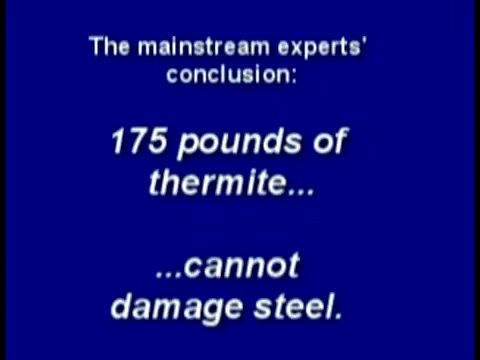 The mainstream experts'
conclusion:
175 pounds of
thermite...
...cannot
damage steel.